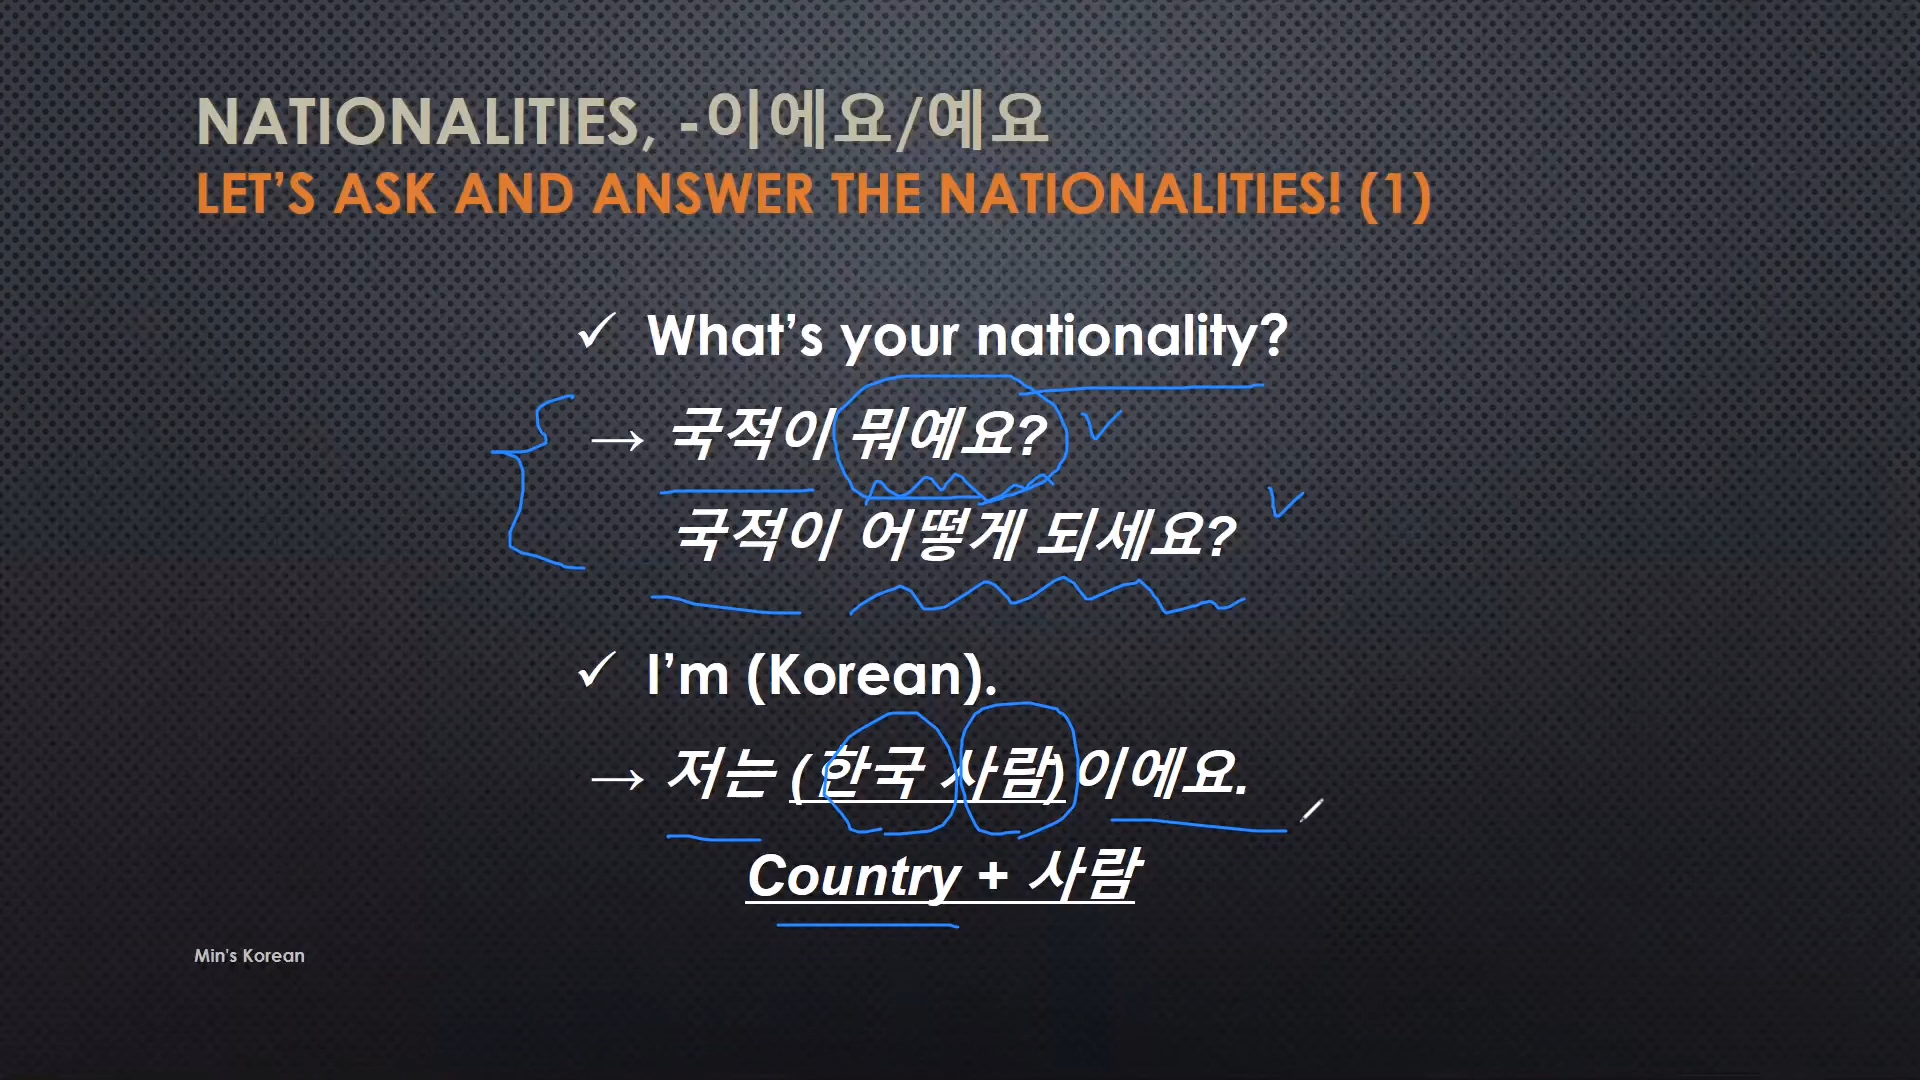 NATIONALITIES, -이에요/예요
LET'S ASK AND ANSWER THE NATIONALITIES! (1)
✓ What's your nationality?
→ 국적이 뭐예요?
국적이 어떻게 되세요?
✓ I'm (Korean).
→ 저는 (한국 사람)이에요.
Country + 사람
Min's Korean